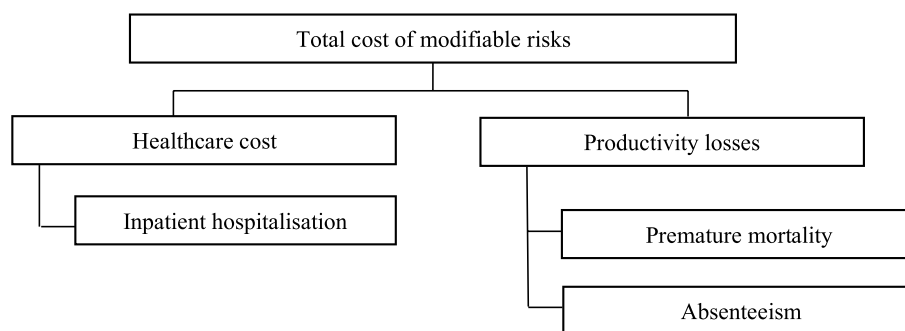 Total cost of modifiable risks
Healthcare cost
Productivity losses
Inpatient hospitalisation
Premature mortality
Absenteeism